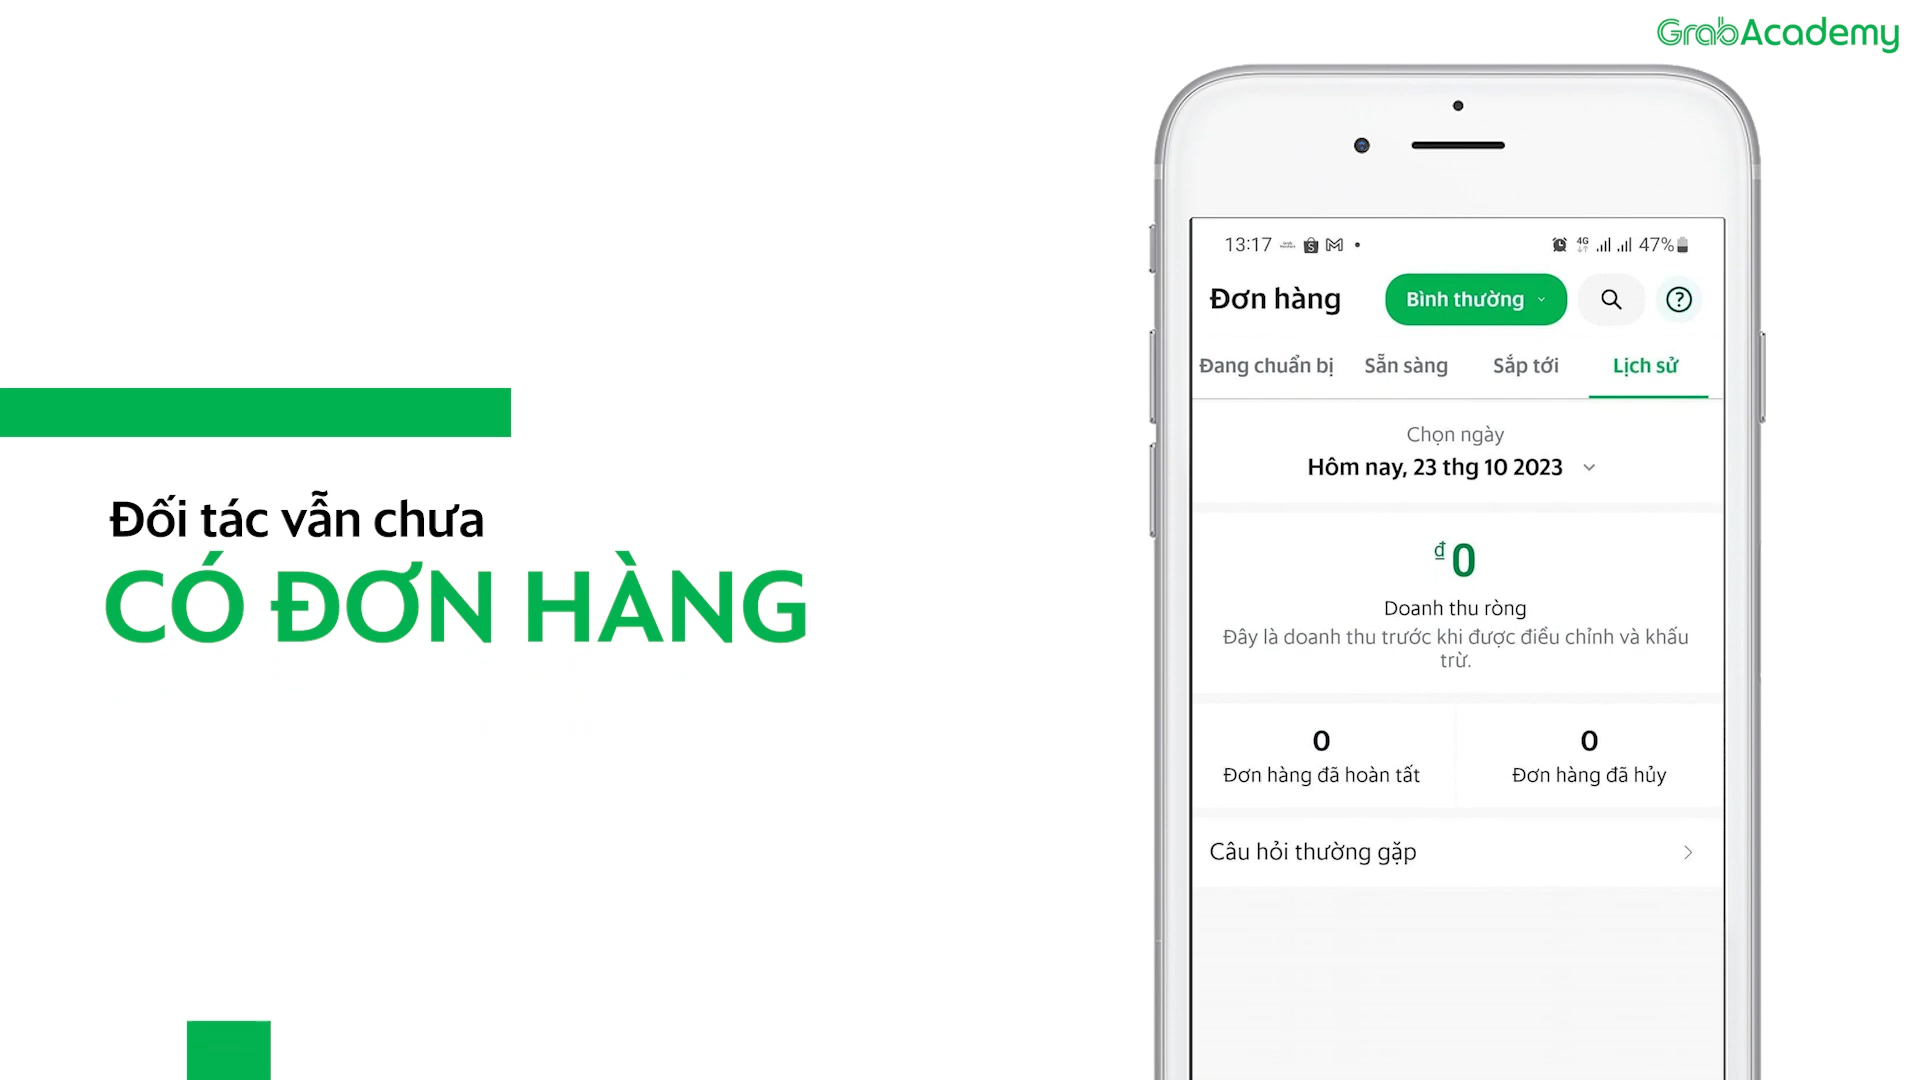 GrabAcademy
Đối tác vẫn chưa
CÓ ĐƠN HÀNG
13:17
4G
47%
Đơn hàng
Bình thường
Đang chuẩn bị
Sẵn sàng
Sắp tới
Lịch sử
Chọn ngày
Hôm nay, 23 thg 10 2023
₫0
Doanh thu ròng
Đây là doanh thu trước khi được điều chỉnh và khấu
trừ.
0
Đơn hàng đã hoàn tất
0
Đơn hàng đã hủy
Câu hỏi thường gặp